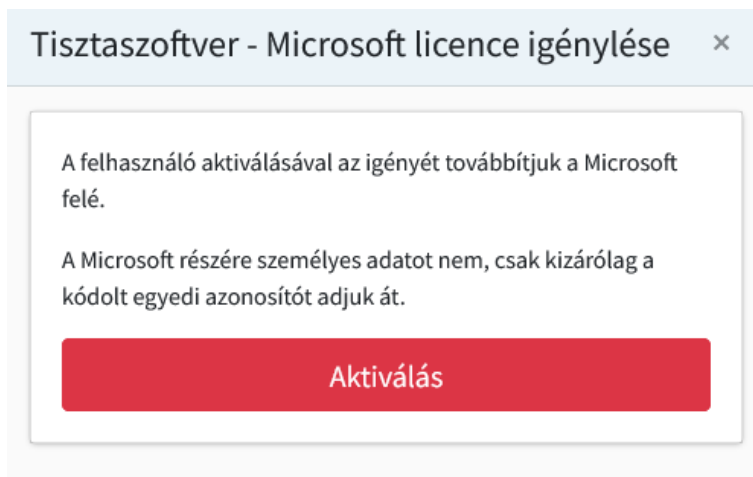 Tisztaszoftver - Microsoft licence igénylése ×
A felhasználó aktiválásával az igényét továbbítjuk a Microsoft
felé.
A Microsoft részére személyes adatot nem, csak kizárólag a
kódolt egyedi azonosítót adjuk át.
Aktiválás